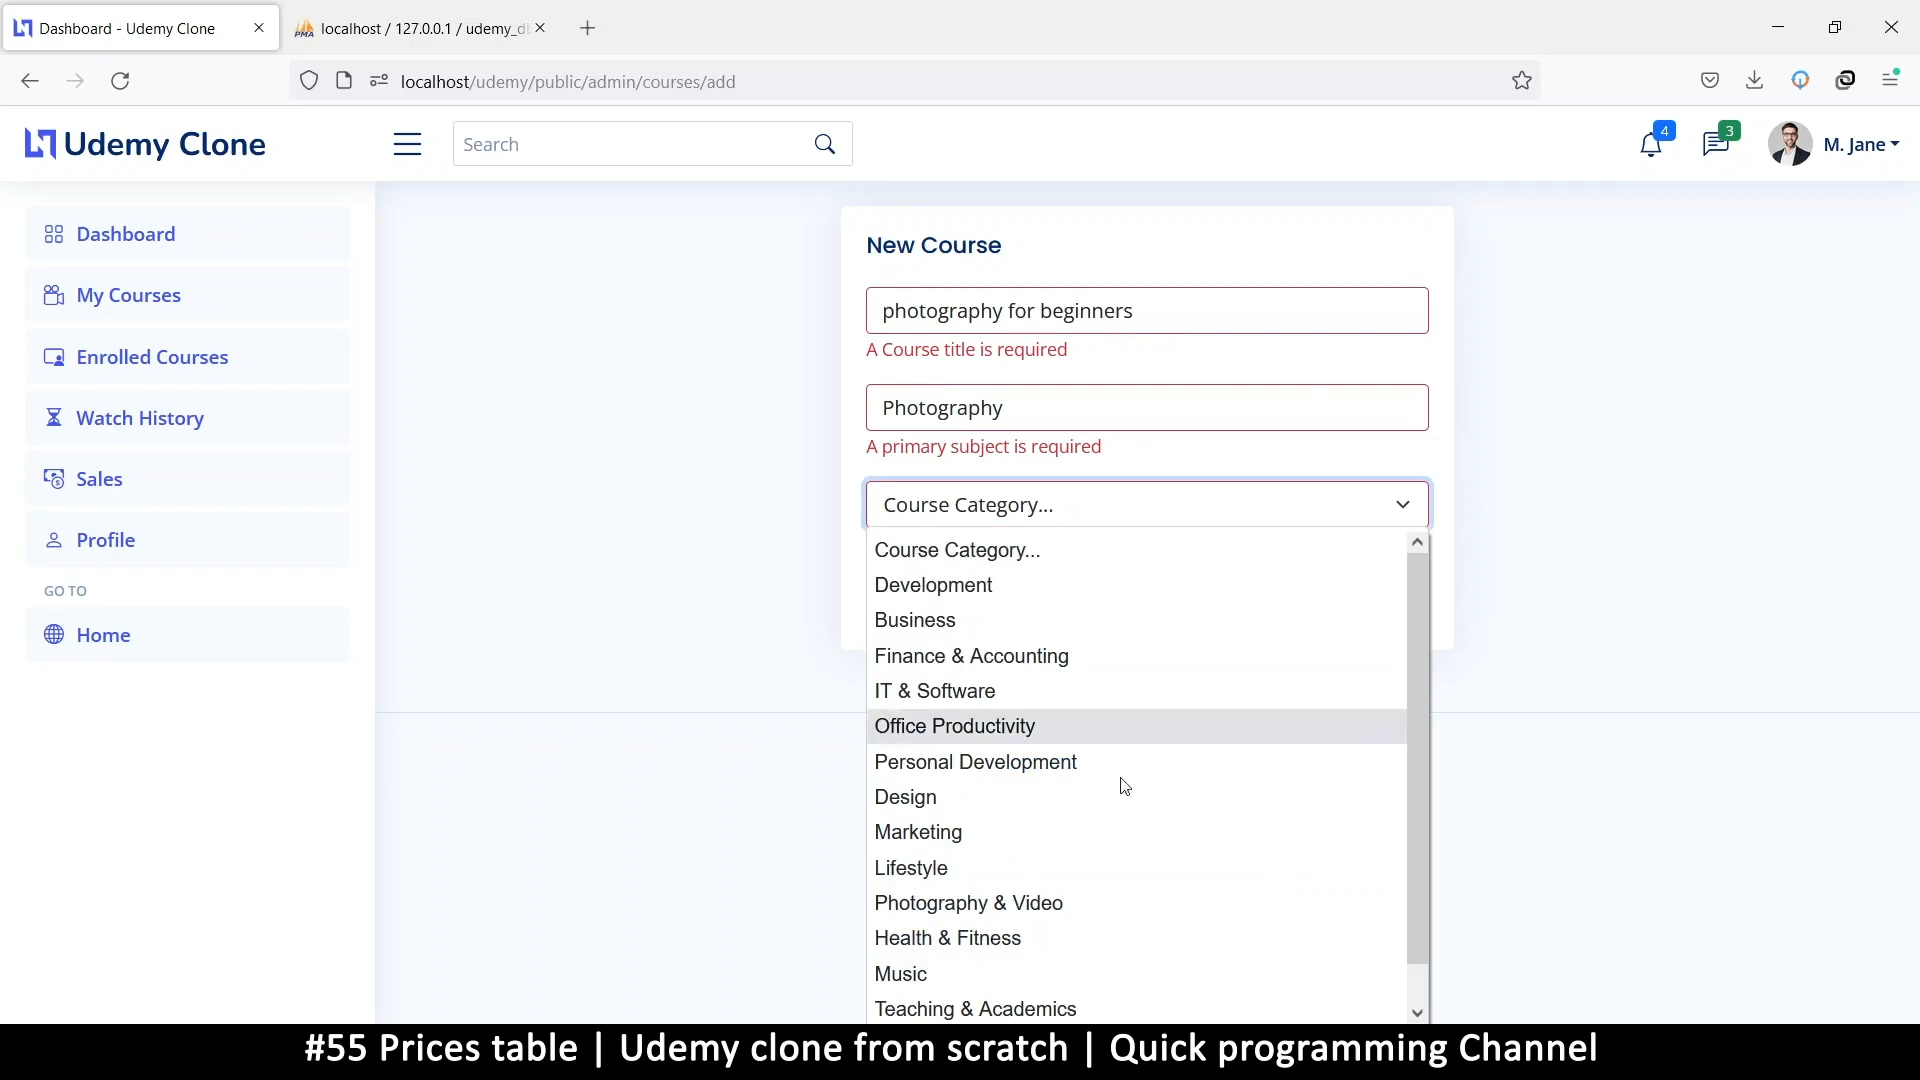 Dashboard - Udemy Clone
localhost / 127.0.0.1 / udemy_d
localhost/udemy/public/admin/courses/add
Udemy Clone
Search
4
3
M. Jane
Dashboard
My Courses
Enrolled Courses
Watch History
Sales
Profile
GO TO
Home
New Course
photography for beginners
A Course title is required
Photography
A primary subject is required
Course Category...
Course Category...
Development
Business
Finance & Accounting
IT & Software
Office Productivity
Personal Development
Design
Marketing
Lifestyle
Photography & Video
Health & Fitness
Music
Teaching & Academics
#55 Prices table | Udemy clone from scratch | Quick programming Channel